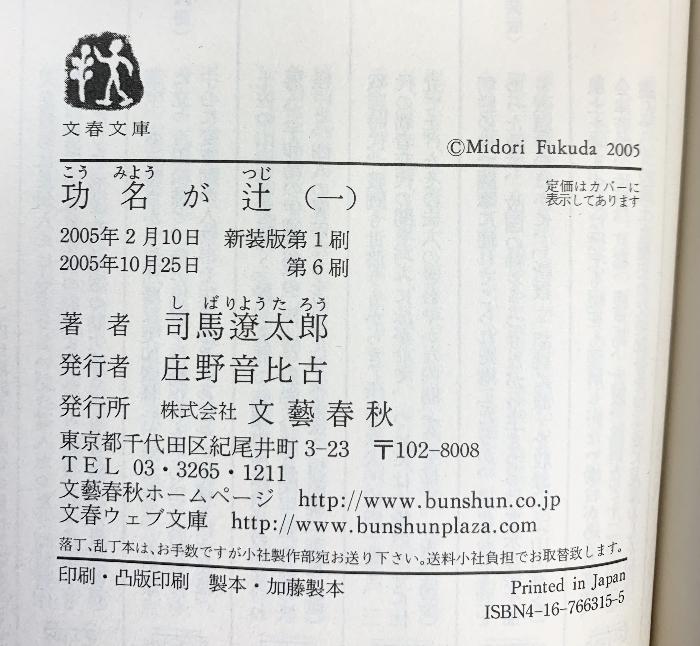 文春文庫
©Midori Fukuda 2005
こう みょう つじ
功名が辻（一）
定価はカバーに
表示してあります
2005年2月10日 新装版第1刷
2005年10月25日 第6刷
し ば りょう た ろう
著者 司馬遼太郎
発行者 庄野音比古
発行所 株式会社 文藝春秋
東京都千代田区紀尾井町3-23 〒102-8008
TEL 03・3265・1211
文藝春秋ホームページ http://www.bunshun.co.jp
文春ウェブ文庫 http://www.bunshunplaza.com
落丁、乱丁本は、お手数ですが小社製作部宛お送り下さい。送料小社負担でお取替致します。
印刷・凸版印刷 製本・加藤製本
Printed in Japan
ISBN4-16-766315-5